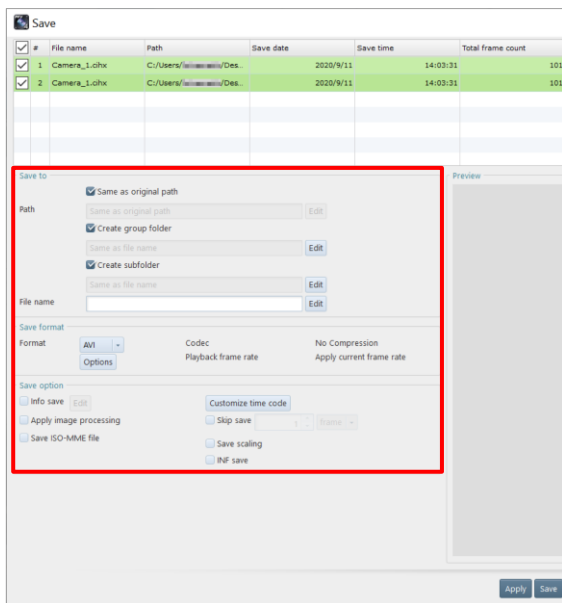 Save
# File name Path Save date Save time Total frame count
1 Camera_1.cihx C:/Users/ /Des.. 2020/9/11 14:03:31 101
2 Camera_1.cihx C:/Users/ /Des.. 2020/9/11 14:03:31 101
Save to Preview
Same as original path
Path Same as original path Edit
Create group folder
Same as file name Edit
Create subfolder
Same as file name Edit
File name Edit
Save format
Format AVI Codec No Compression
Options Playback frame rate Apply current frame rate
Save option
Info save Edit Customize time code
Apply image processing Skip save 1 frame
Save ISO-MME file
Save scaling
INF save
Apply Save